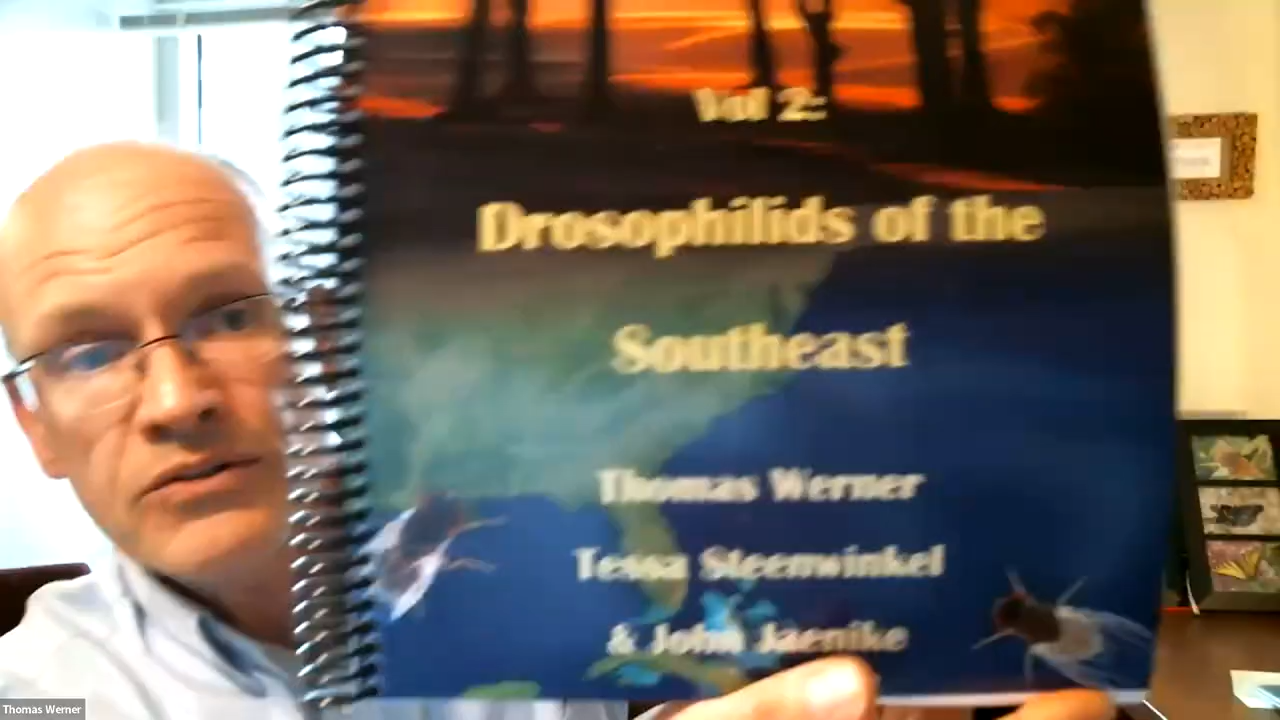 Vol 2:
Drosophilids of the
Southeast
Thomas Werner
Tessa Steenwinkel
& John Jaenike
Thomas Werner